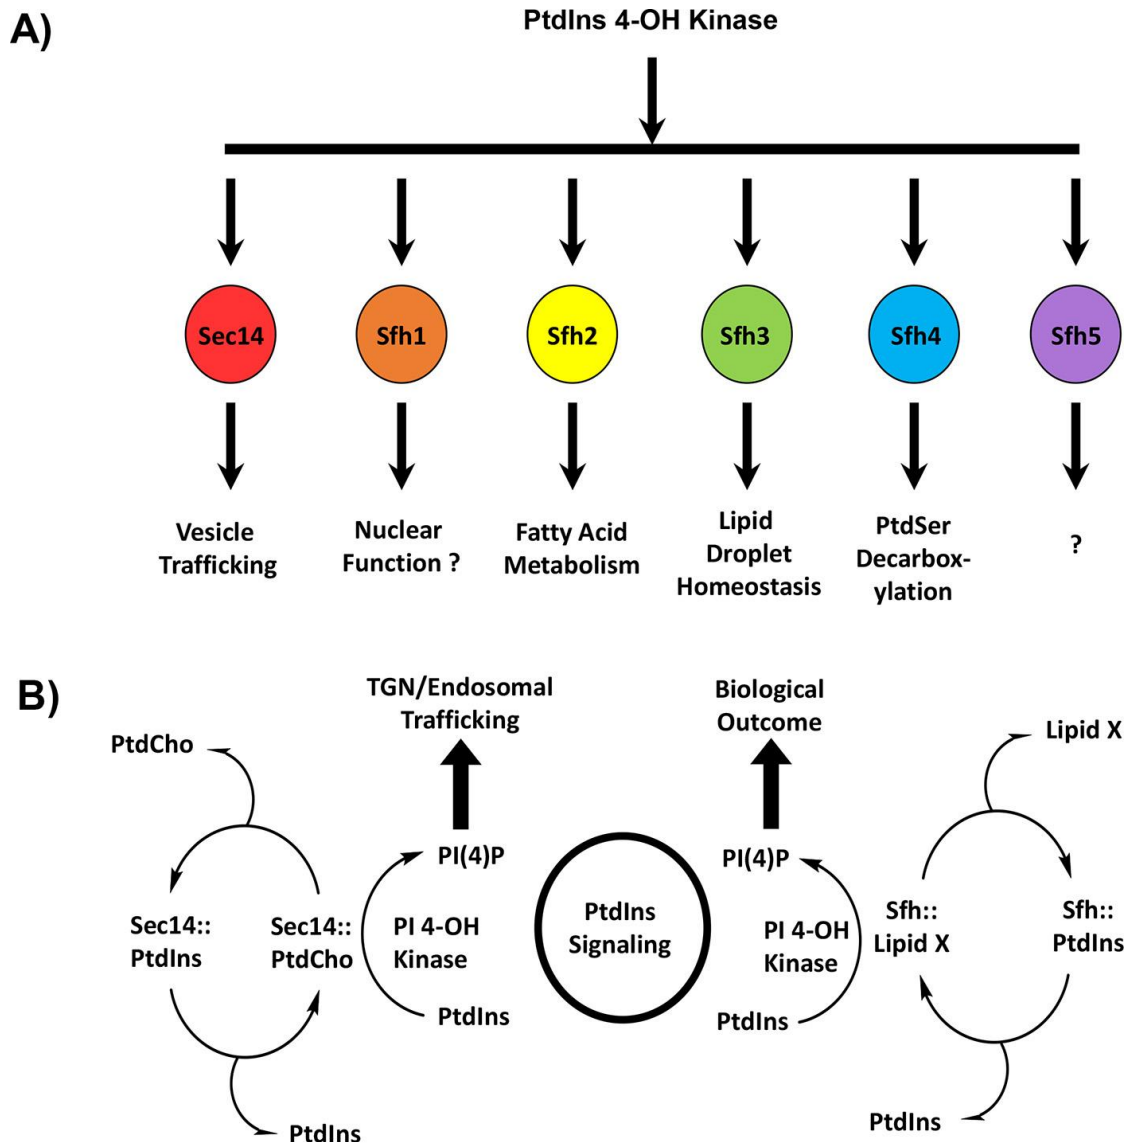 A)
PtdIns 4-OH Kinase
Sec14
Sfh1
Sfh2
Sfh3
Sfh4
Sfh5
Vesicle
Trafficking
Nuclear
Function ?
Fatty Acid
Metabolism
Lipid
Droplet
Homeostasis
PtdSer
Decarbox-
ylation
?
B)
PtdCho
Sec14::
PtdIns
Sec14::
PtdCho
PtdIns
TGN/Endosomal
Trafficking
PI(4)P
PI 4-OH
Kinase
PtdIns
PtdIns
Signaling
Biological
Outcome
PI(4)P
PI 4-OH
Kinase
PtdIns
Lipid X
Sfh::
Lipid X
Sfh::
PtdIns
PtdIns